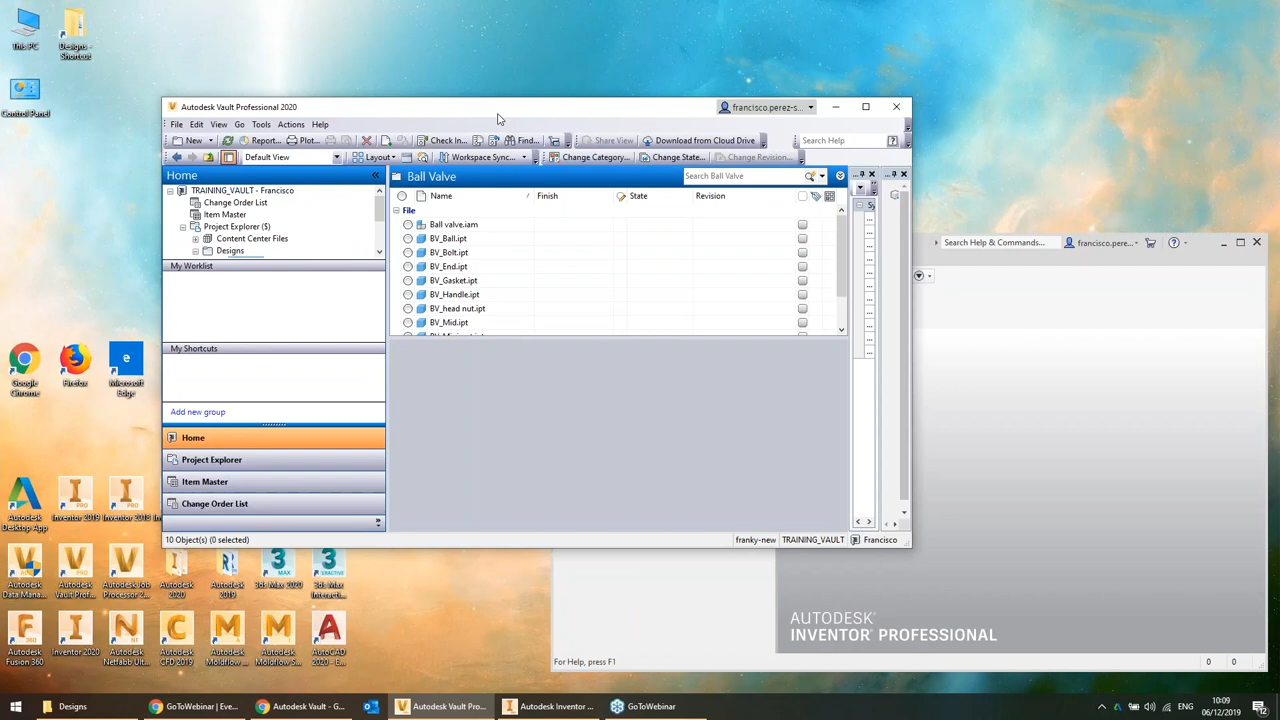 This PC
Designs -
Shortcut
Control Panel
Google
Chrome
Firefox
Microsoft
Edge
Autodesk
Desktop App
Inventor 2019
Inventor 2018
Autodesk
Data Mana...
Autodesk
Vault Prof...
Autodesk Job
Processor 2...
Autodesk
2020
Autodesk
2019
3ds Max 2020
3ds Max
Interacti...
Autodesk
Fusion 360
Inventor 2020
Autodesk
Netfabb Ult...
Autodesk
CFD 2019
Autodesk
Moldflow ...
Autodesk
Moldflow S...
AutoCAD
2020 - E...
Autodesk Vault Professional 2020
francisco.perez-s...
File Edit View Go Tools Actions Help
New Report... Plot... Check In... Find... Share View Download from Cloud Drive Search Help
Default View Layout Workspace Sync... Change Category... Change State... Change Revision...
Home
TRAINING_VAULT - Francisco
Change Order List
Item Master
Project Explorer ($)
Content Center Files
Designs
My Worklist
My Shortcuts
Add new group
Home
Project Explorer
Item Master
Change Order List
Ball Valve
Search Ball Valve
Name Finish State Revision
File
Ball valve.iam
BV_Ball.ipt
BV_Bolt.ipt
BV_End.ipt
BV_Gasket.ipt
BV_Handle.ipt
BV_head nut.ipt
BV_Mid.ipt
10 Object(s) (0 selected)
franky-new TRAINING_VAULT Francisco
Search Help & Commands...
francisco.perez...
AUTODESK®
INVENTOR® PROFESSIONAL
For Help, press F1
0 0
Designs
GoToWebinar | Eve...
Autodesk Vault - G...
Autodesk Vault Pro...
Autodesk Inventor ...
GoToWebinar
ENG
10:09
06/12/2019